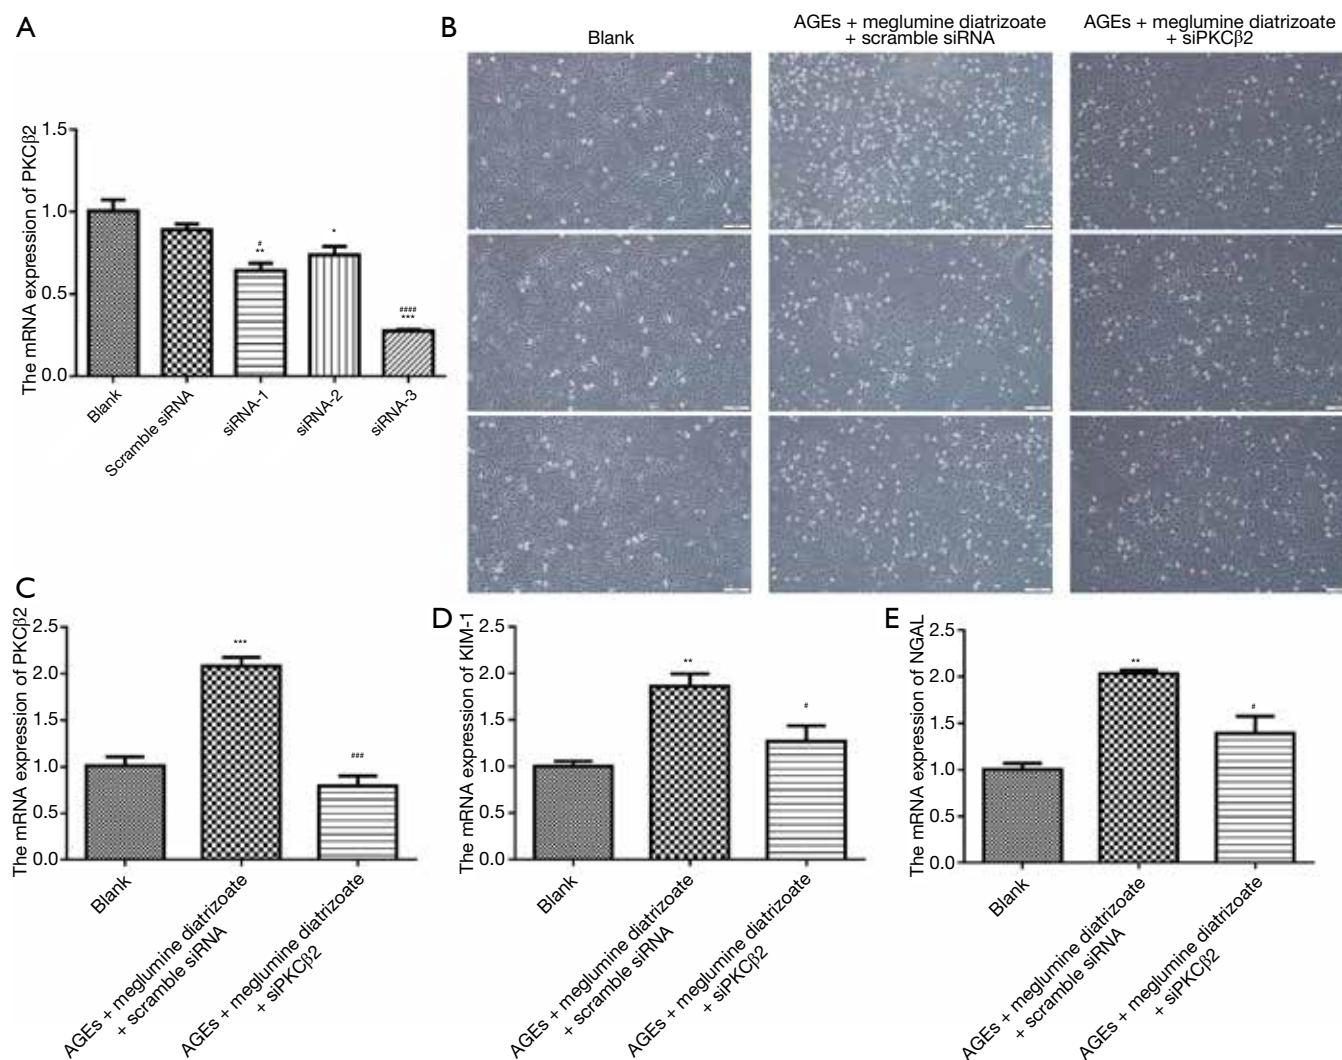 A
The mRNA expression of PKCβ2
1.5
1.0
0.5
0.0
#
**
*
####
***
Blank
Scramble siRNA
siRNA-1
siRNA-2
siRNA-3
B
Blank
AGEs + meglumine diatrizoate
+ scramble siRNA
AGEs + meglumine diatrizoate
+ siPKCβ2
C
The mRNA expression of PKCβ2
2.5
2.0
1.5
1.0
0.5
0.0
***
###
Blank
AGEs + meglumine diatrizoate
+ scramble siRNA
AGEs + meglumine diatrizoate
+ siPKCβ2
D
The mRNA expression of KIM-1
2.5
2.0
1.5
1.0
0.5
0.0
**
#
Blank
AGEs + meglumine diatrizoate
+ scramble siRNA
AGEs + meglumine diatrizoate
+ siPKCβ2
E
The mRNA expression of NGAL
2.5
2.0
1.5
1.0
0.5
0.0
**
#
Blank
AGEs + meglumine diatrizoate
+ scramble siRNA
AGEs + meglumine diatrizoate
+ siPKCβ2